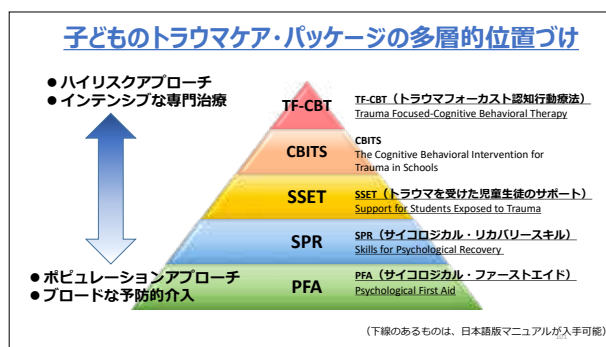 子どものトラウマケア・パッケージの多層的位置づけ
● ハイリスクアプローチ
● インテンシブな専門治療
TF-CBT
TF-CBT（トラウマフォーカスト認知行動療法）
Trauma Focused-Cognitive Behavioral Therapy
CBITS
CBITS
The Cognitive Behavioral Intervention for
Trauma in Schools
SSET
SSET（トラウマを受けた児童生徒のサポート）
Support for Students Exposed to Trauma
SPR
SPR（サイコロジカル・リカバリースキル）
Skills for Psychological Recovery
● ポピュレーションアプローチ
● ブロードな予防的介入
PFA
PFA（サイコロジカル・ファーストエイド）
Psychological First Aid
（下線のあるものは、日本語版マニュアルが入手可能）